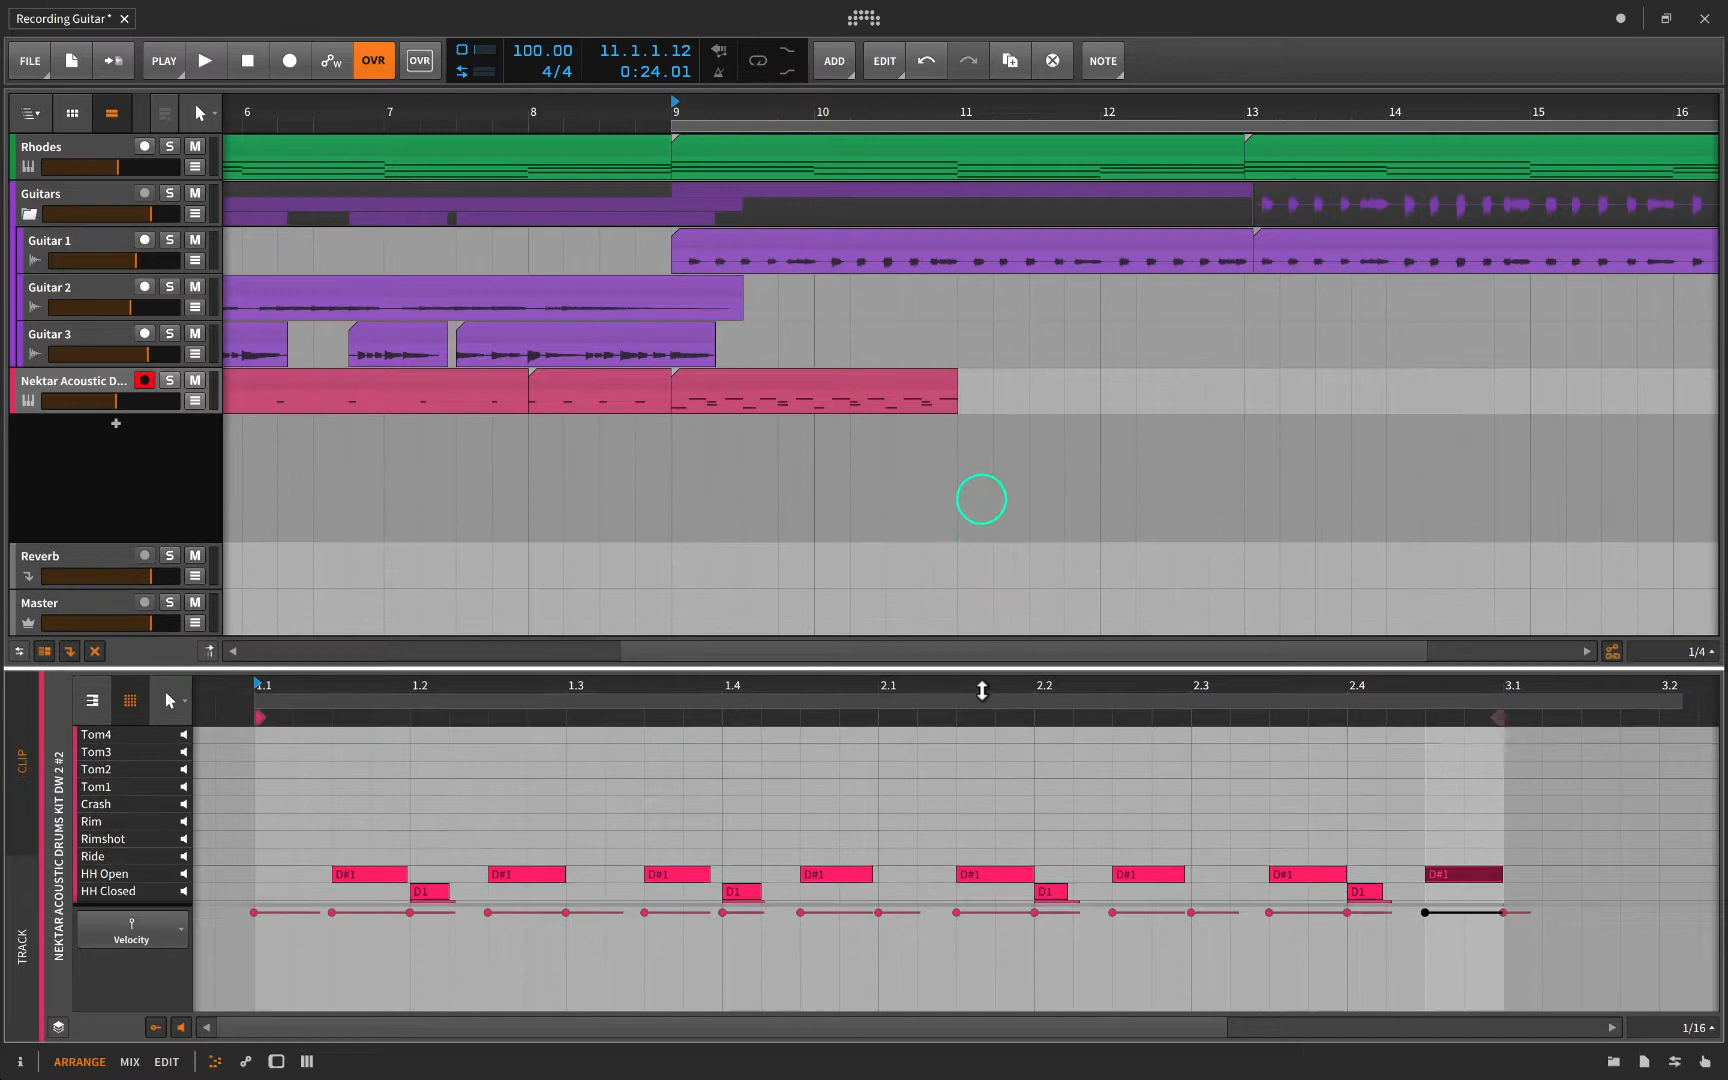 Recording Guitar*
FILE PLAY OVR OVR 100.00 4/4 11.1.1.12 0:24.01 ADD EDIT NOTE
6 7 8 9 10 11 12 13 14 15 16
Rhodes S M
Guitars S M
Guitar 1 S M
Guitar 2 S M
Guitar 3 S M
Nektar Acoustic D... S M
Reverb S M
Master S M
1/4
1.1 1.2 1.3 1.4 2.1 2.2 2.3 2.4 3.1 3.2
CLIP
TRACK
NEKTAR ACOUSTIC DRUMS KIT DW 2 #2
Tom4
Tom3
Tom2
Tom1
Crash
Rim
Rimshot
Ride
HH Open D#1 D#1 D#1 D#1 D#1 D#1 D#1 D#1
HH Closed D1 D1 D1 D1
Velocity
1/16
i ARRANGE MIX EDIT